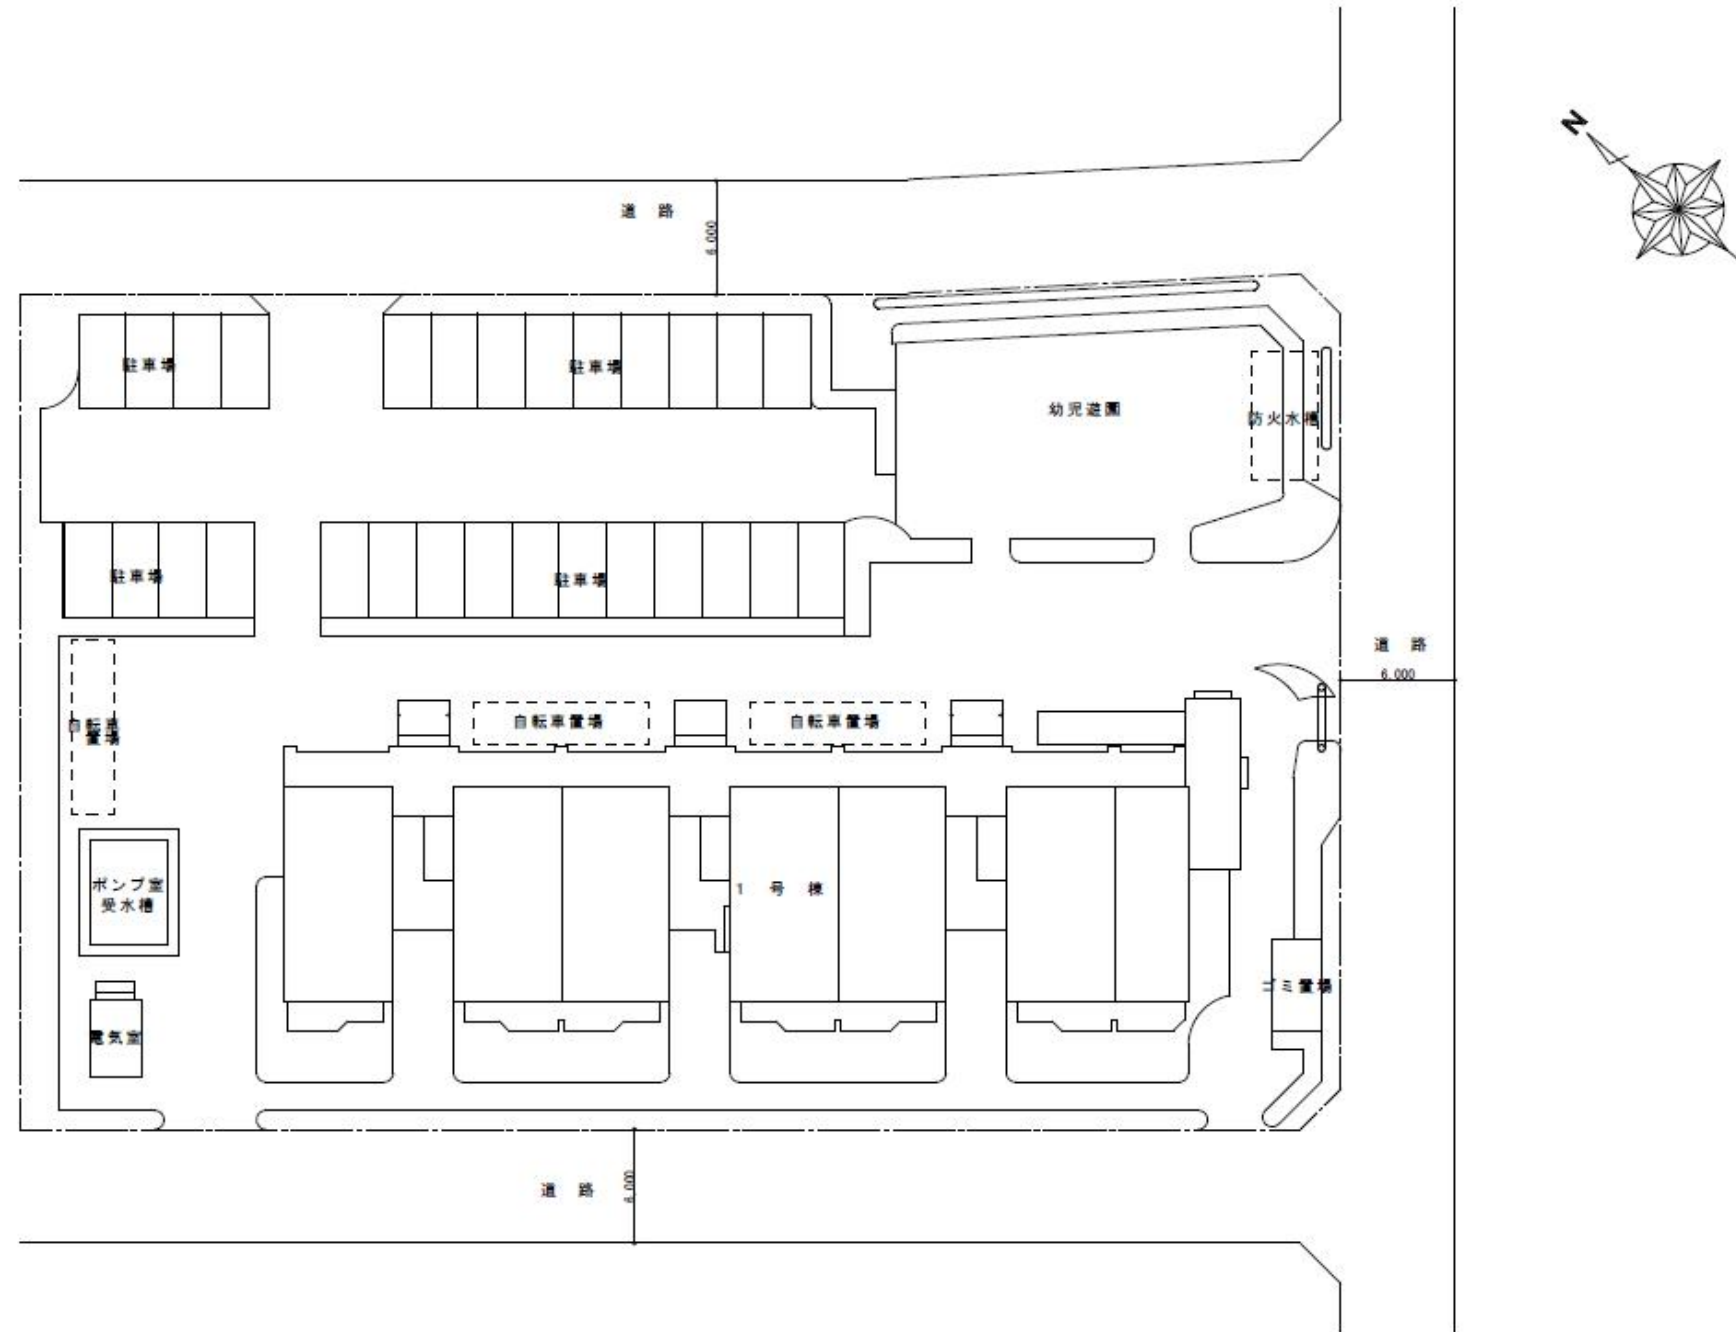 N
道 路
6.000
駐車場
駐車場
幼児遊園
防火水槽
駐車場
駐車場
道 路
6.000
自転車
置場
自転車置場
自転車置場
ポンプ室
受水槽
1 号 棟
ゴミ置場
電気室
道 路
6.000